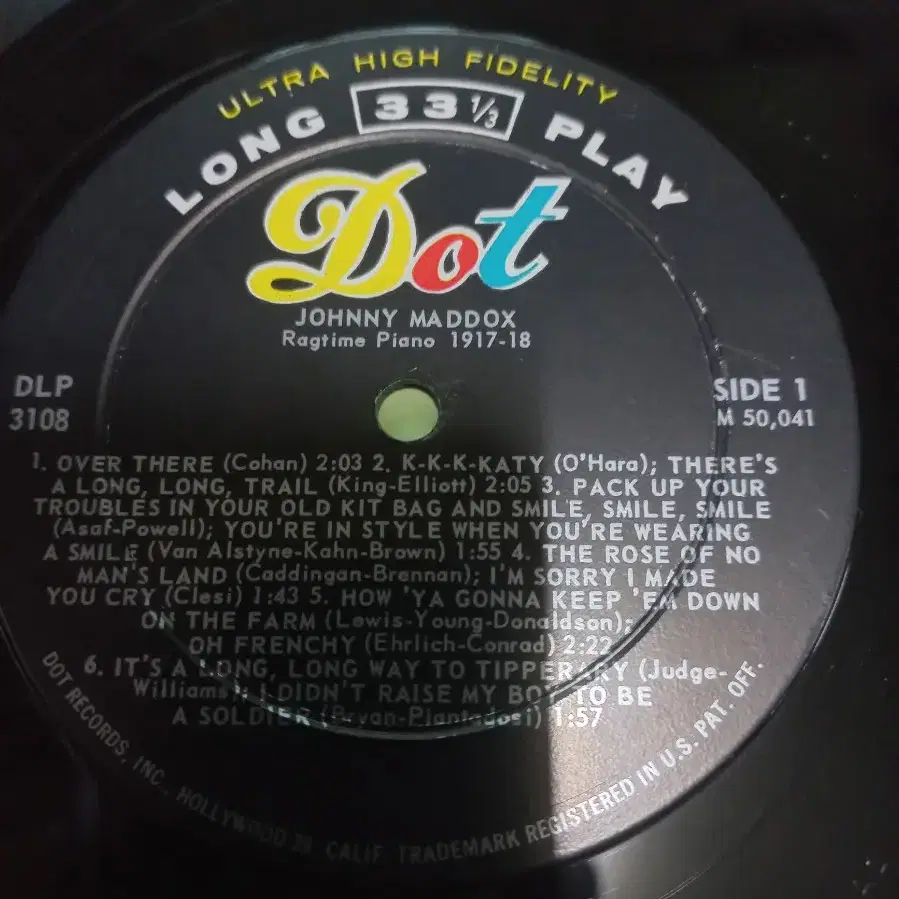 ULTRA HIGH FIDELITY
LONG 33 1/3 PLAY
Dot
JOHNNY MADDOX
Ragtime Piano 1917-18
DLP
3108
SIDE 1
M 50,041
1. OVER THERE (Cohan) 2:03 2. K-K-K-KATY (O'Hara); THERE'S
A LONG, LONG, TRAIL (King-Elliott) 2:05 3. PACK UP YOUR
TROUBLES IN YOUR OLD KIT BAG AND SMILE, SMILE, SMILE
(Asaf-Powell); YOU'RE IN STYLE WHEN YOU'RE WEARING
A SMILE (Van Alstyne-Kahn-Brown) 1:55 4. THE ROSE OF NO
MAN'S LAND (Caddingan-Brennan); I'M SORRY I MADE
YOU CRY (Clesi) 1:43 5. HOW 'YA GONNA KEEP 'EM DOWN
ON THE FARM (Lewis-Young-Donaldson);
OH FRENCHY (Ehrlich-Conrad) 2:22
6. IT'S A LONG, LONG WAY TO TIPPERARY (Judge-
Williams); I DIDN'T RAISE MY BOY TO BE
A SOLDIER (Bryan-Piantadosi) 1:57
DOT RECORDS, INC., HOLLYWOOD 28, CALIF. TRADEMARK REGISTERED IN U.S. PAT. OFF.